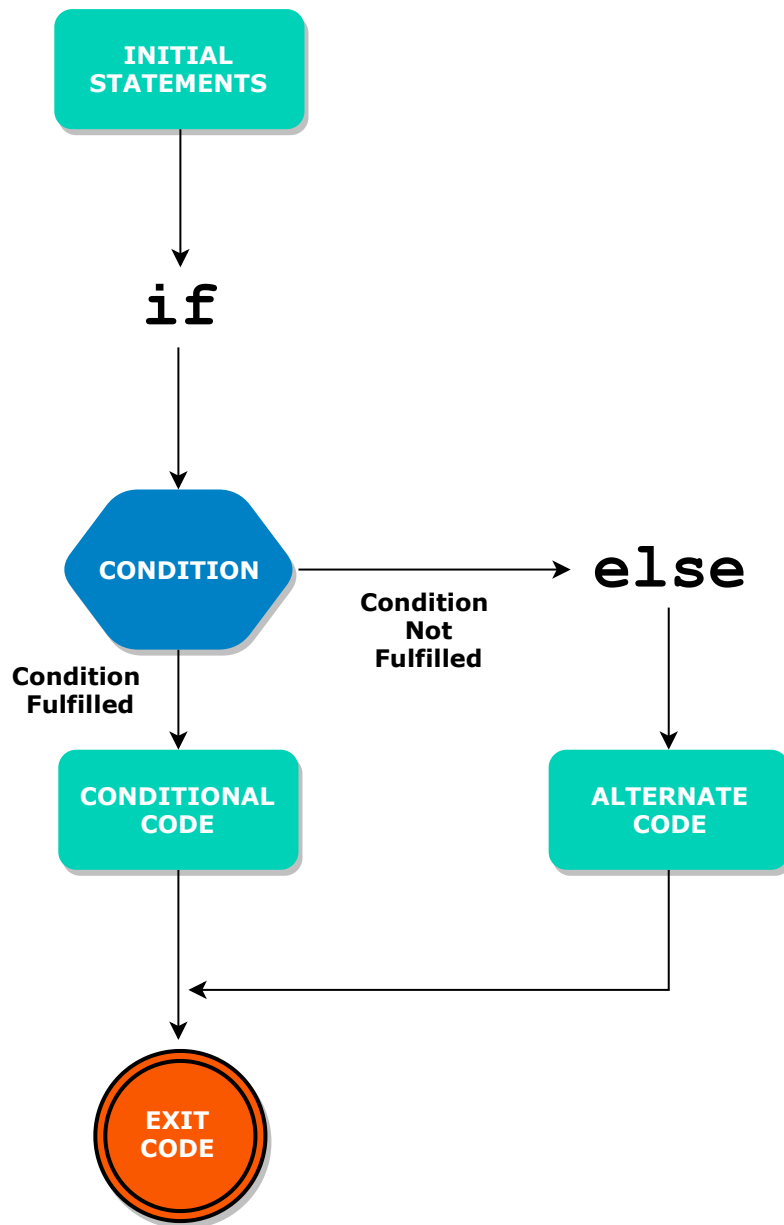 INITIAL
STATEMENTS
if
CONDITION
else
Condition
Not
Fulfilled
Condition
Fulfilled
CONDITIONAL
CODE
ALTERNATE
CODE
EXIT
CODE